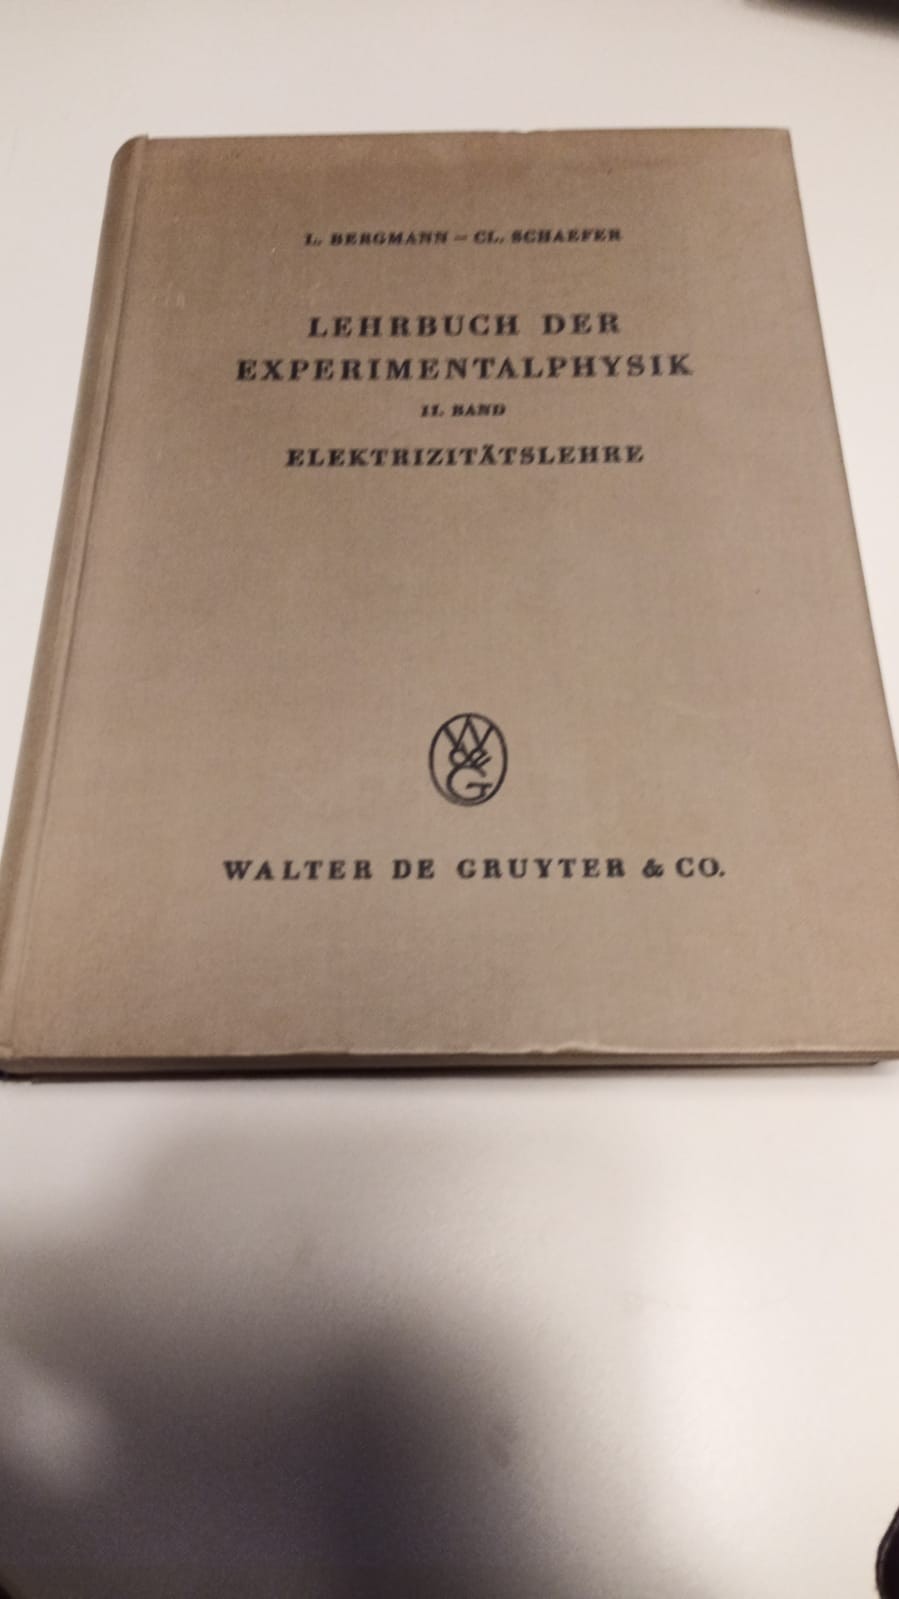 L. BERGMANN – CL. SCHAEFER
LEHRBUCH DER
EXPERIMENTALPHYSIK
II. BAND
ELEKTRIZITÄTSLEHRE
W
&
G
WALTER DE GRUYTER & CO.